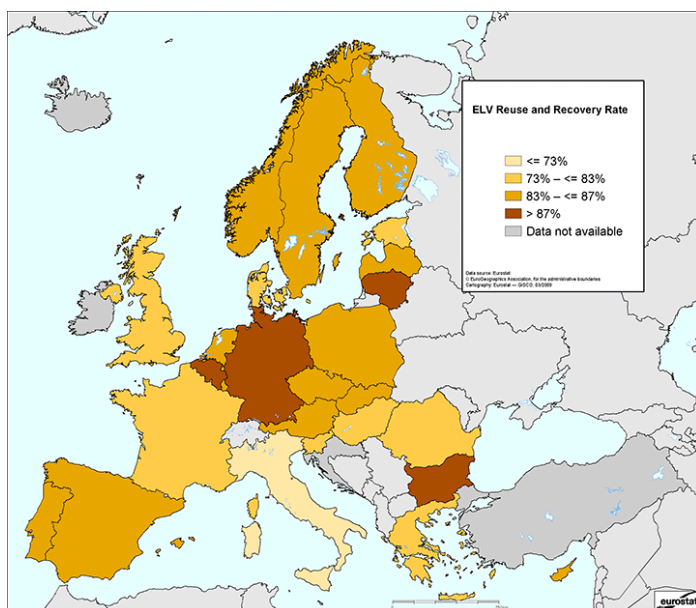 ELV Reuse and Recovery Rate
<= 73%
73% – <= 83%
83% – <= 87%
> 87%
Data not available
Data source: Eurostat
© EuroGeographics Association, for the administrative boundaries
Cartography: Eurostat — GISCO, 03/2009
eurostat